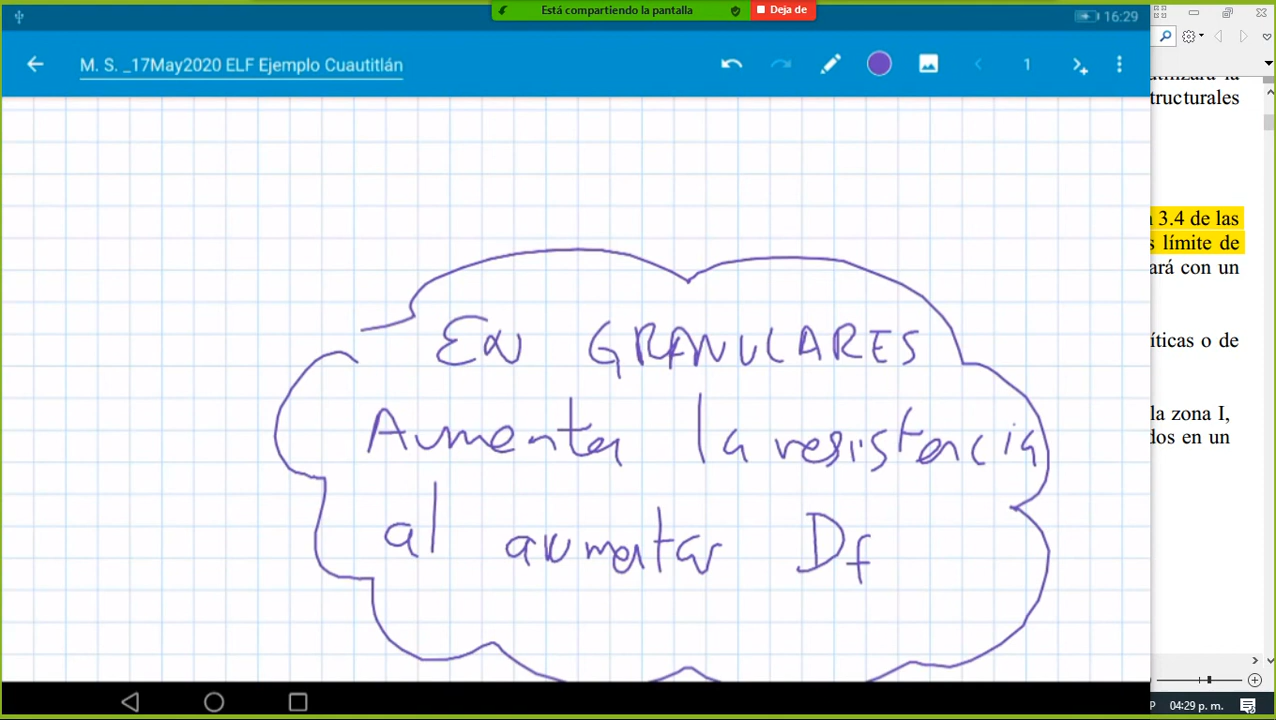 Está compartiendo la pantalla
Deja de
16:29
M. S. _17May2020 ELF Ejemplo Cuautitlán
1
tructurales
3.4 de las
límite de
ará con un
íticas o de
la zona I,
dos en un
EN GRANULARES
Aumenta la resistencia
al aumentar Df
04:29 p. m.